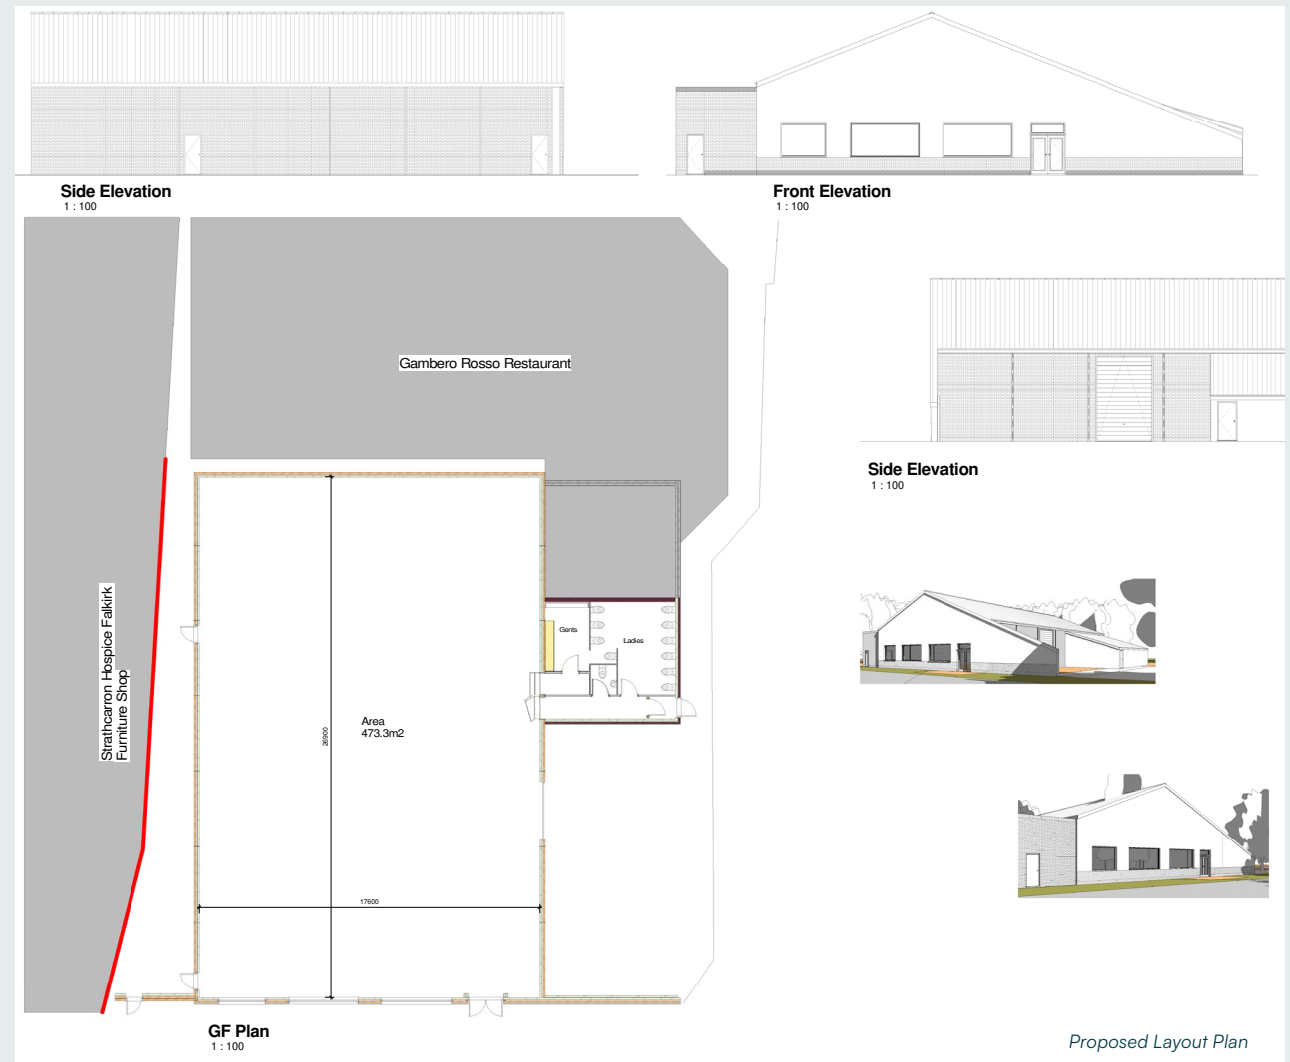 Side Elevation
1 : 100
Front Elevation
1 : 100
Gambero Rosso Restaurant
Side Elevation
1 : 100
Strathcarron Hospice Falkirk
Furniture Shop
Gents
Ladies
Area
473.3m2
26900
17600
GF Plan
1 : 100
Proposed Layout Plan